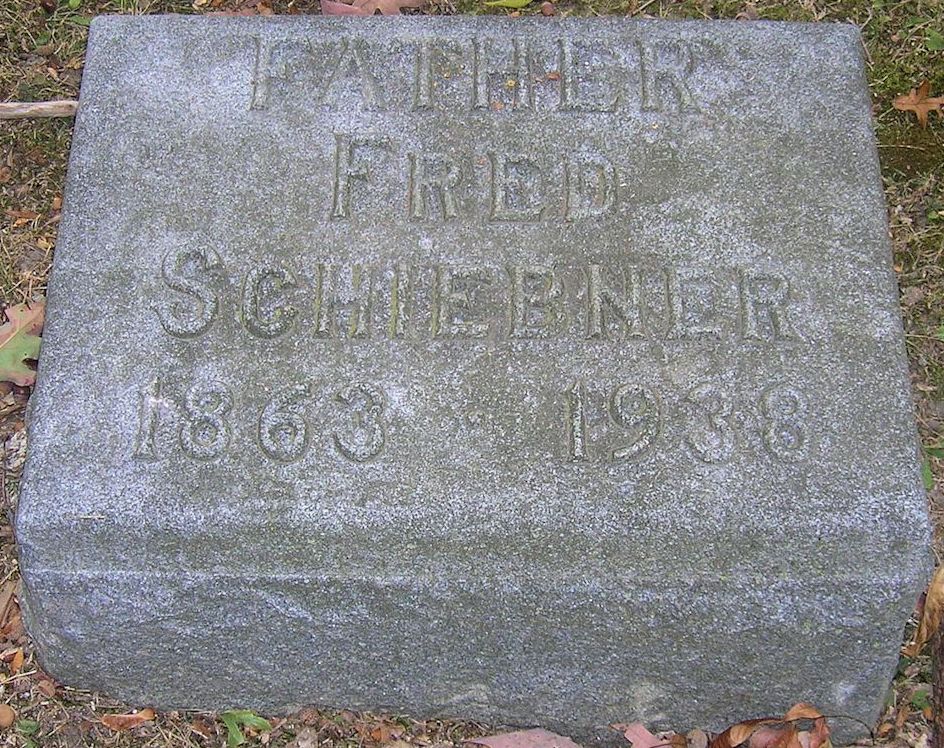 FATHER
FRED
SCHIEBNER
1863 · 1938